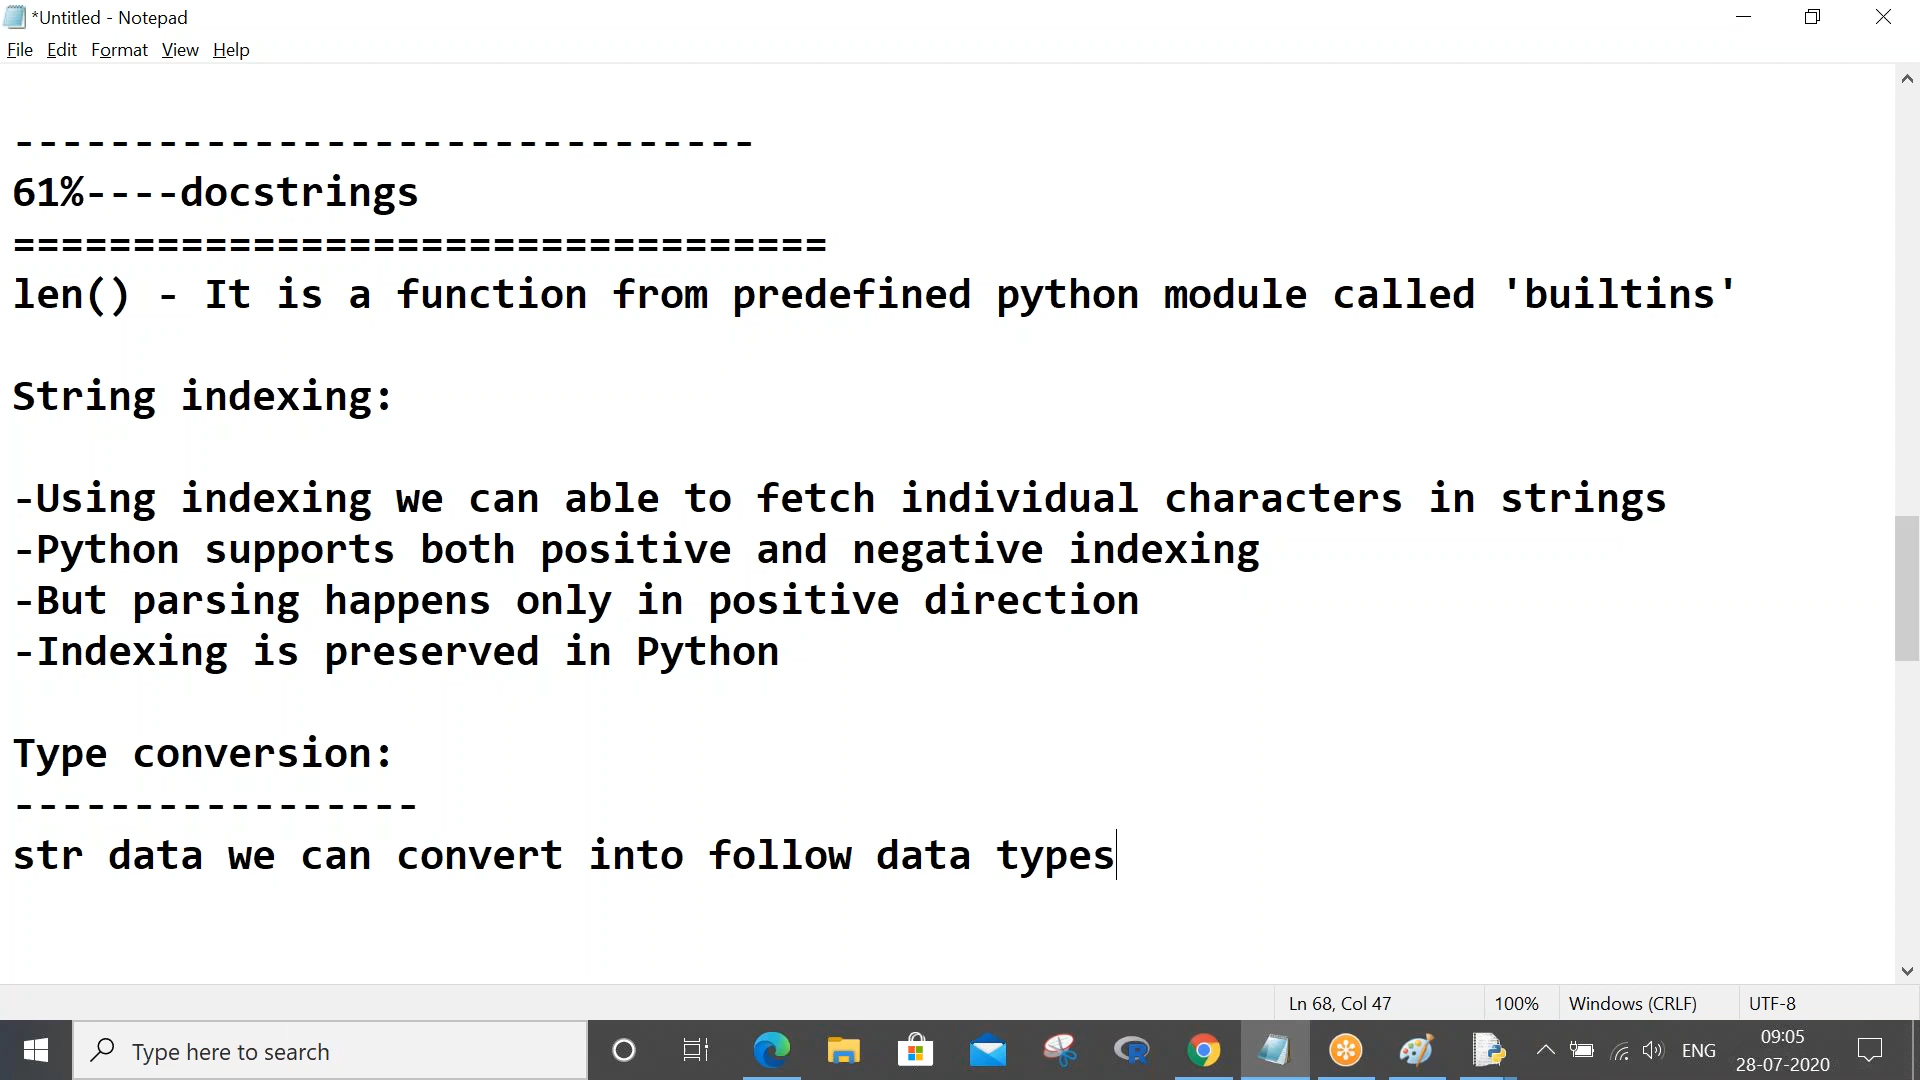 *Untitled - Notepad
File Edit Format View Help
-------------------------------
61%----docstrings
==================================
len() - It is a function from predefined python module called 'builtins'
String indexing:
-Using indexing we can able to fetch individual characters in strings
-Python supports both positive and negative indexing
-But parsing happens only in positive direction
-Indexing is preserved in Python
Type conversion:
-----------------
str data we can convert into follow data types
Ln 68, Col 47 100% Windows (CRLF) UTF-8
Type here to search
ENG
09:05
28-07-2020